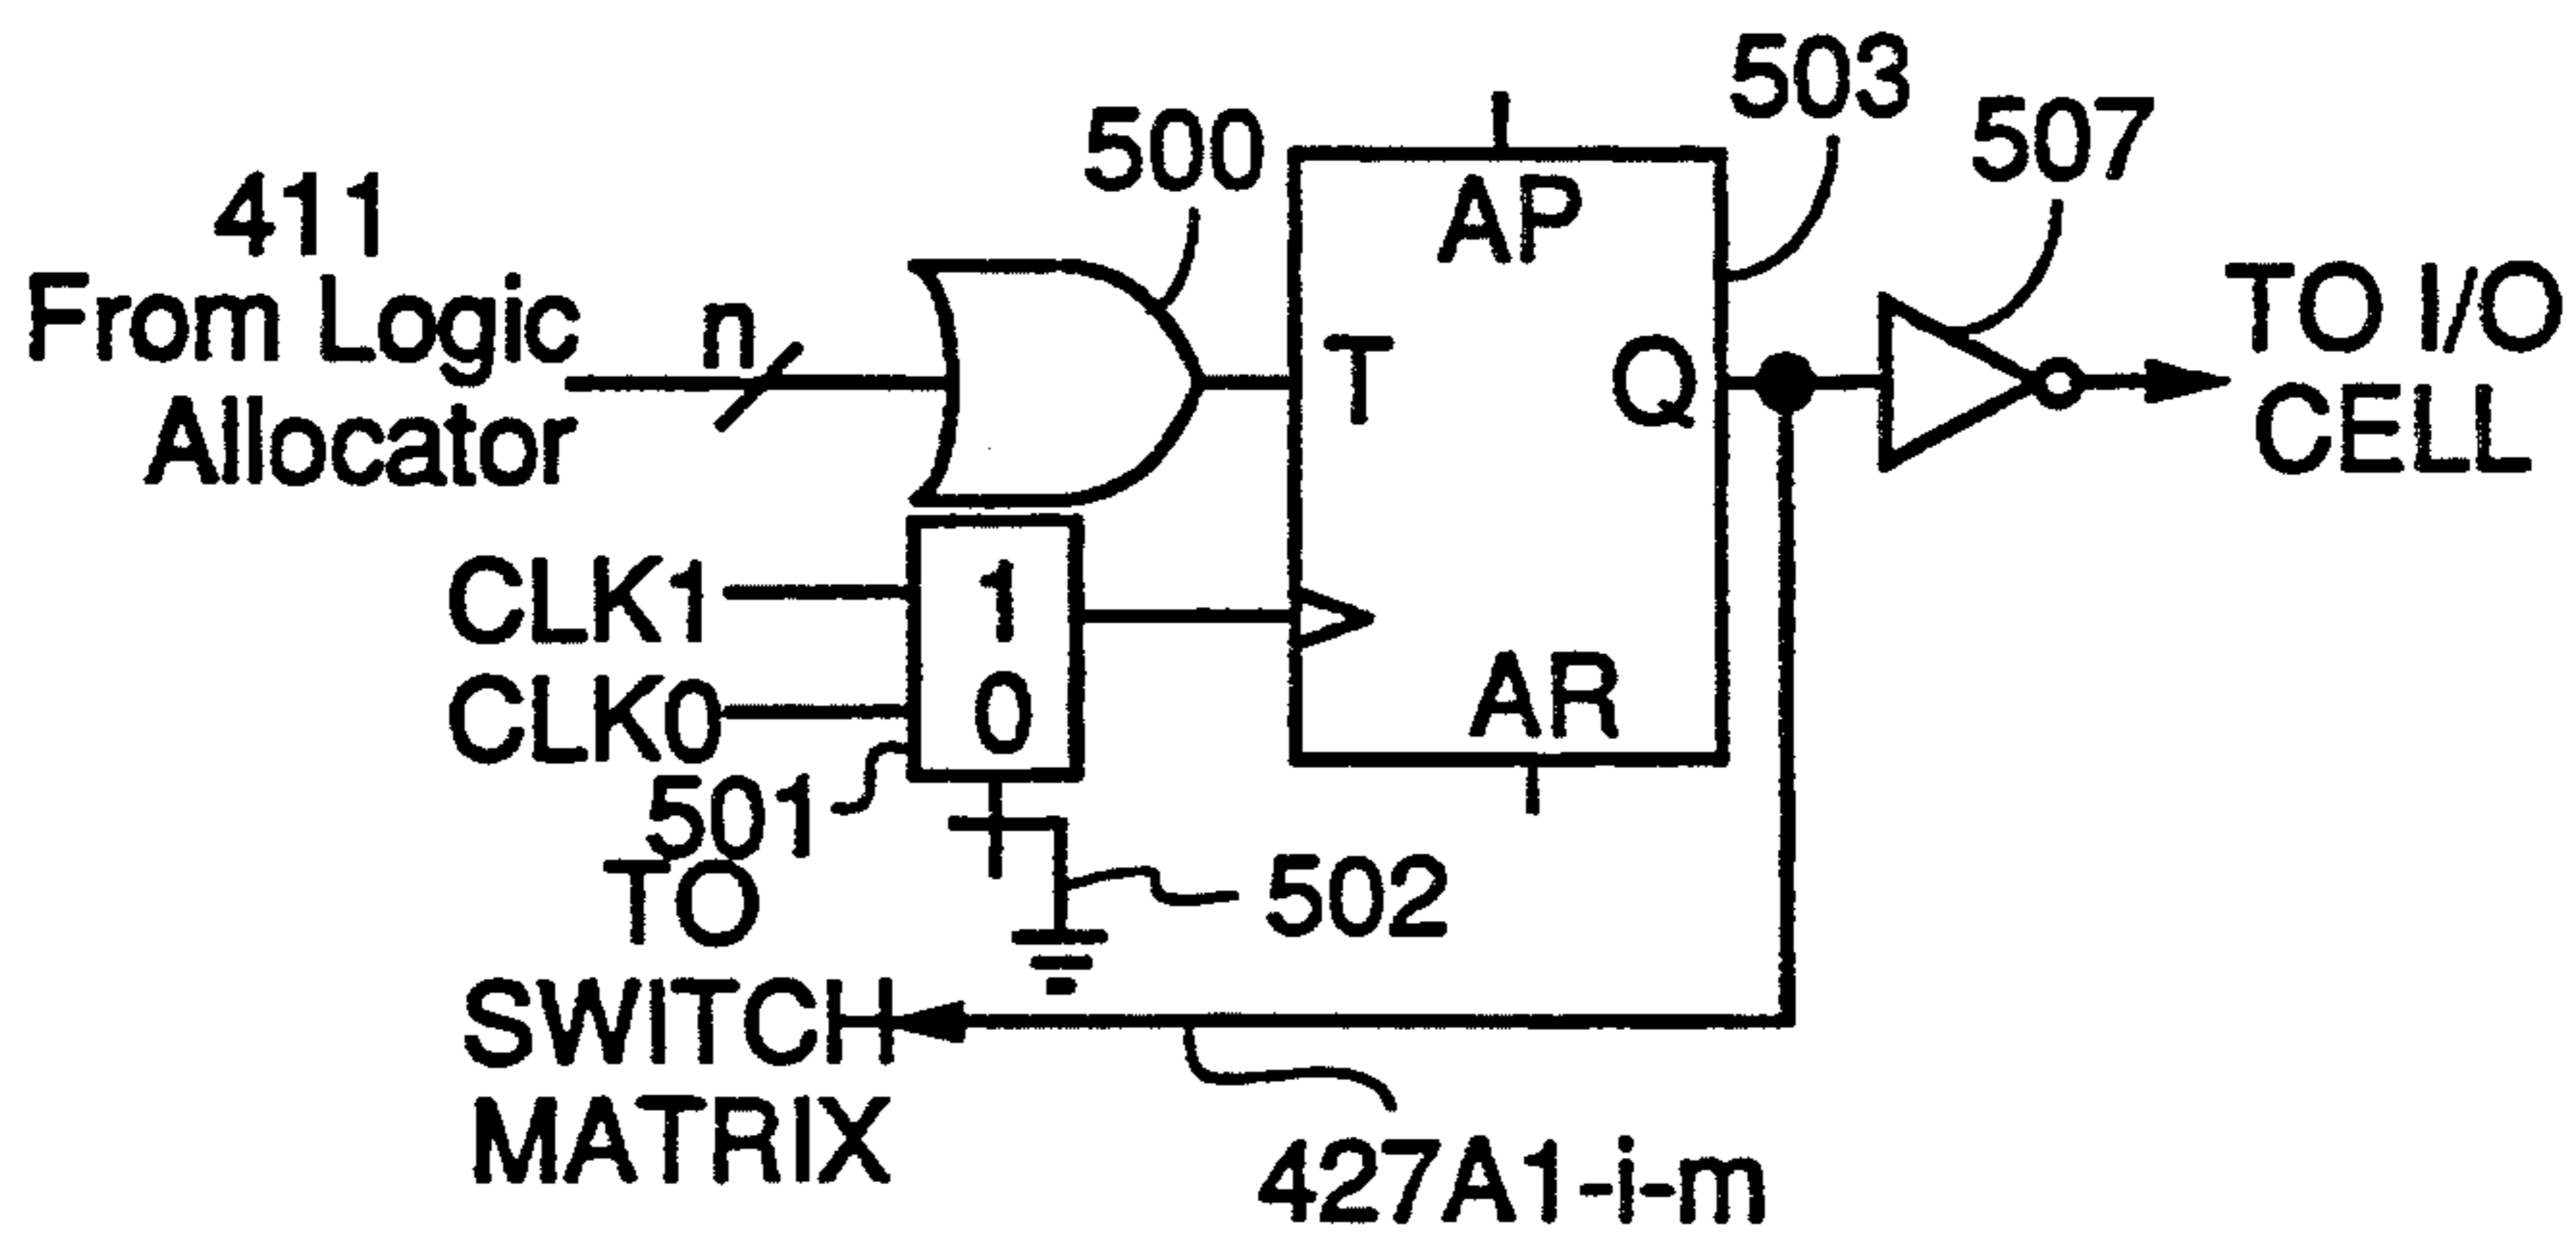 411
From Logic
Allocator
n
500
503
507
AP
T
Q
AR
TO I/O
CELL
CLK1
CLK0
1
0
501
502
TO
SWITCH
MATRIX
427A1-i-m